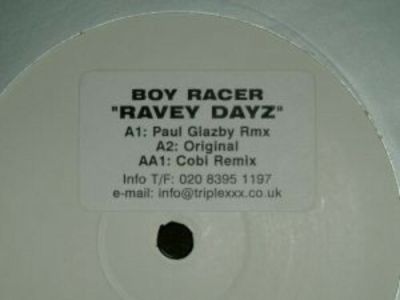 BOY RACER
"RAVEY DAYZ"
A1: Paul Glazby Rmx
A2: Original
AA1: Cobi Remix
Info T/F: 020 8395 1197
e-mail: info@triplexxx.co.uk